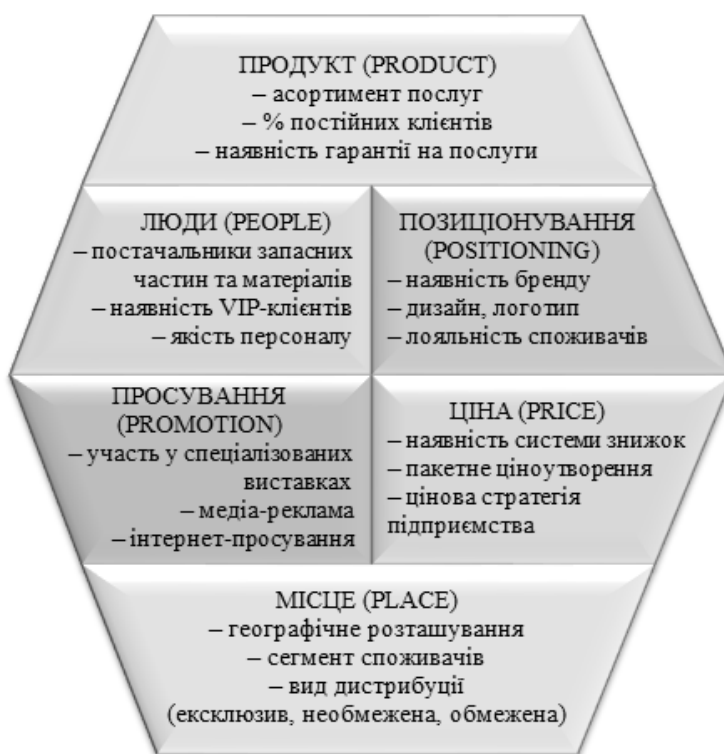 ПРОДУКТ (PRODUCT)
– асортимент послуг
– % постійних клієнтів
– наявність гарантії на послуги
ЛЮДИ (PEOPLE)
– постачальники запасних
частин та матеріалів
– наявність VIP-клієнтів
– якість персоналу
ПОЗИЦІОНУВАННЯ
(POSITIONING)
– наявність бренду
– дизайн, логотип
– лояльність споживачів
ПРОСУВАННЯ
(PROMOTION)
– участь у спеціалізованих
виставках
– медіа-реклама
– інтернет-просування
ЦІНА (PRICE)
– наявність системи знижок
– пакетне ціноутворення
– цінова стратегія
підприємства
МІСЦЕ (PLACE)
– географічне розташування
– сегмент споживачів
– вид дистрибуції
(ексклюзив, необмежена, обмежена)